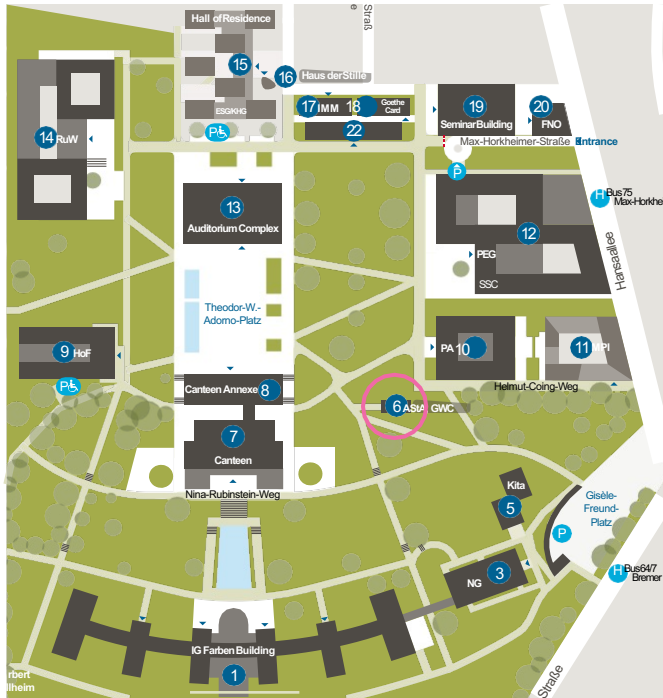 Hall of Residence
15
16
Haus der Stille
Straß
17
IMM
18
Goethe
Card
ESG/KHG
22
P
14
RuW
19
Seminar Building
20
FNO
Max-Horkheimer-Straße
Entrance
P
H
Bus75
Max-Horkhe
Hansaallee
13
Auditorium Complex
12
PEG
SSC
Theodor-W.-
Adorno-Platz
9
HoF
P
PA
10
11
MPI
Helmut-Coing-Weg
Canteen Annexe
8
6
AStA
GWC
7
Canteen
Nina-Rubinstein-Weg
Kita
5
Gisèle-
Freund-
Platz
P
3
NG
H
Bus64/7
Bremer
IG Farben Building
1
rbert
llheim
Straße